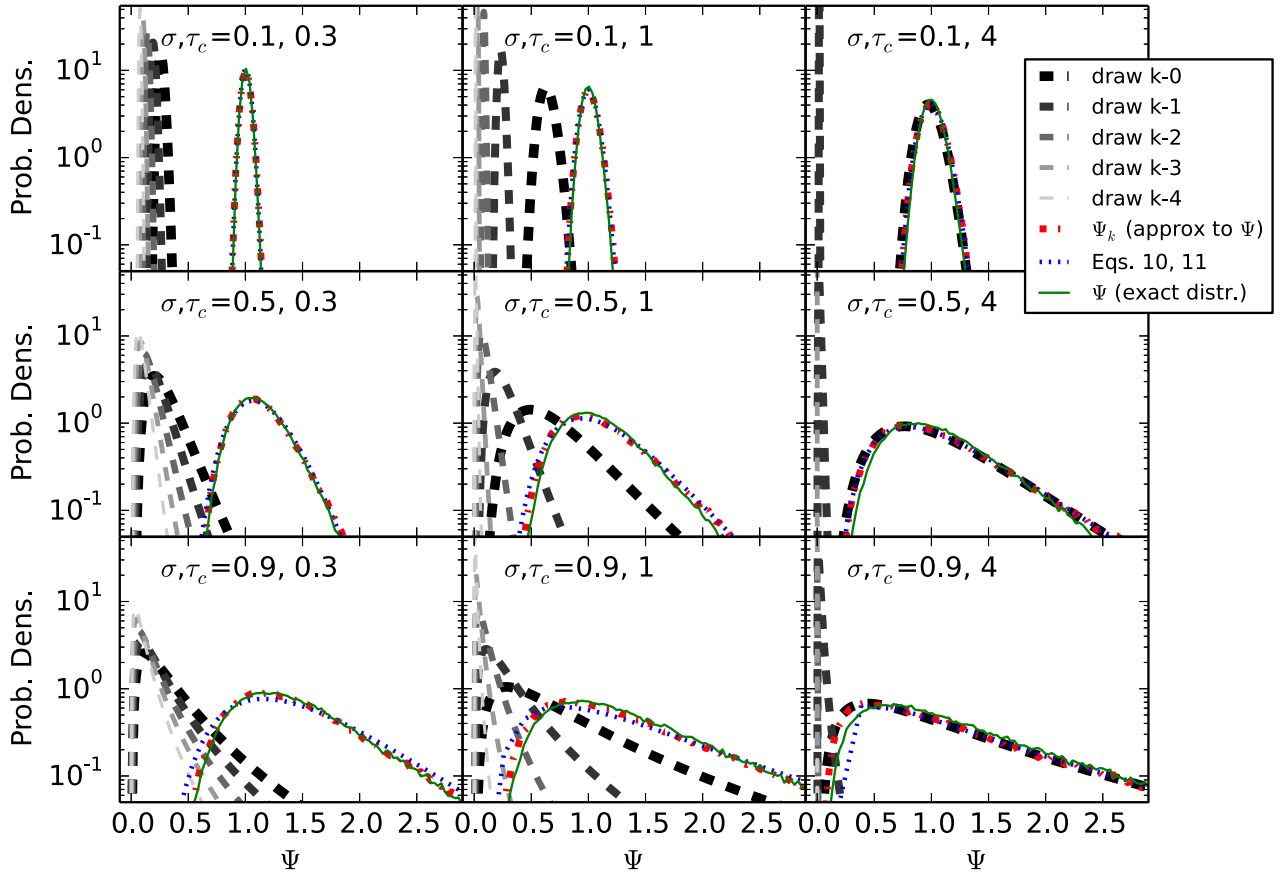 σ,τc=0.1, 0.3
σ,τc=0.1, 1
σ,τc=0.1, 4
Prob. Dens.
10¹
10⁰
10⁻¹
draw k-0
draw k-1
draw k-2
draw k-3
draw k-4
Ψk (approx to Ψ)
Eqs. 10, 11
Ψ (exact distr.)
σ,τc=0.5, 0.3
σ,τc=0.5, 1
σ,τc=0.5, 4
Prob. Dens.
10¹
10⁰
10⁻¹
σ,τc=0.9, 0.3
σ,τc=0.9, 1
σ,τc=0.9, 4
Prob. Dens.
10¹
10⁰
10⁻¹
0.0 0.5 1.0 1.5 2.0 2.5 0.0 0.5 1.0 1.5 2.0 2.5 0.0 0.5 1.0 1.5 2.0 2.5
Ψ Ψ Ψ